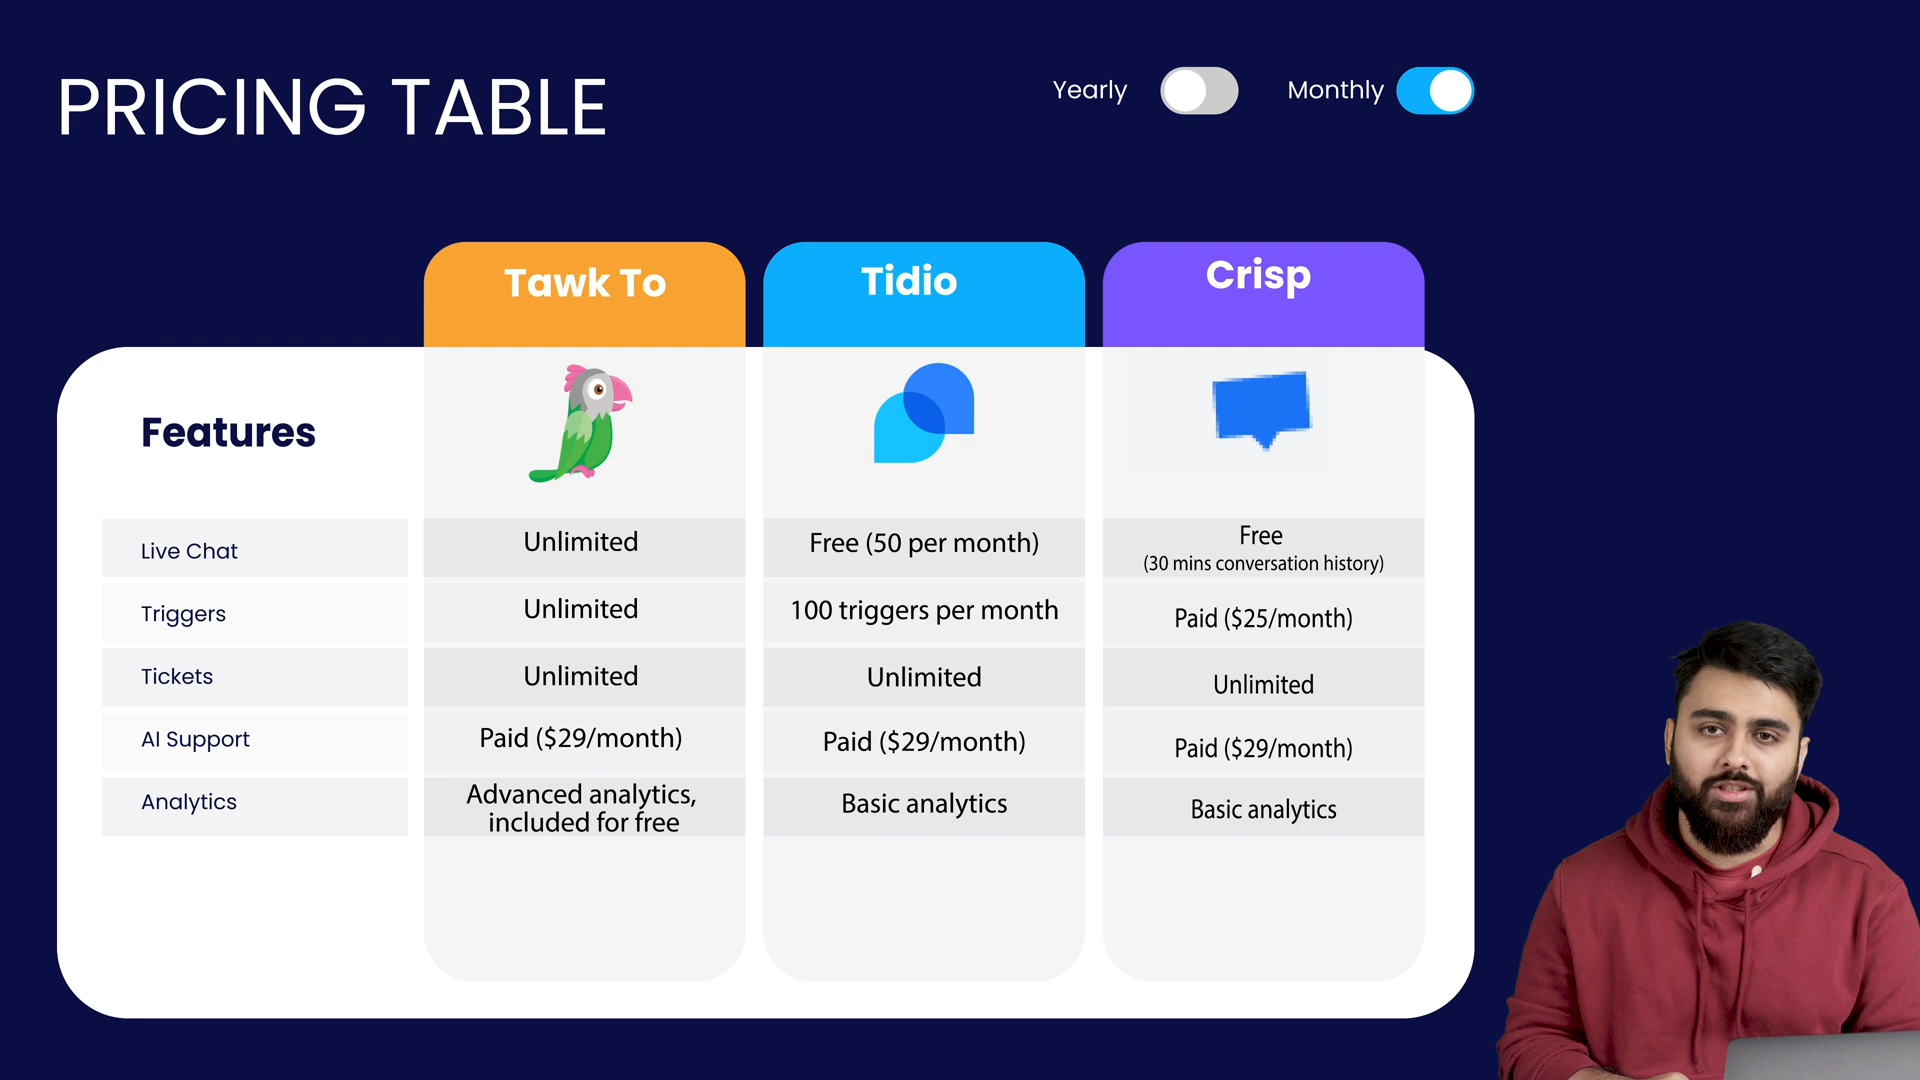 PRICING TABLE
Yearly
Monthly
Tawk To
Tidio
Crisp
Features
Live Chat
Unlimited
Free (50 per month)
Free
(30 mins conversation history)
Triggers
Unlimited
100 triggers per month
Paid ($25/month)
Tickets
Unlimited
Unlimited
Unlimited
AI Support
Paid ($29/month)
Paid ($29/month)
Paid ($29/month)
Analytics
Advanced analytics,
included for free
Basic analytics
Basic analytics